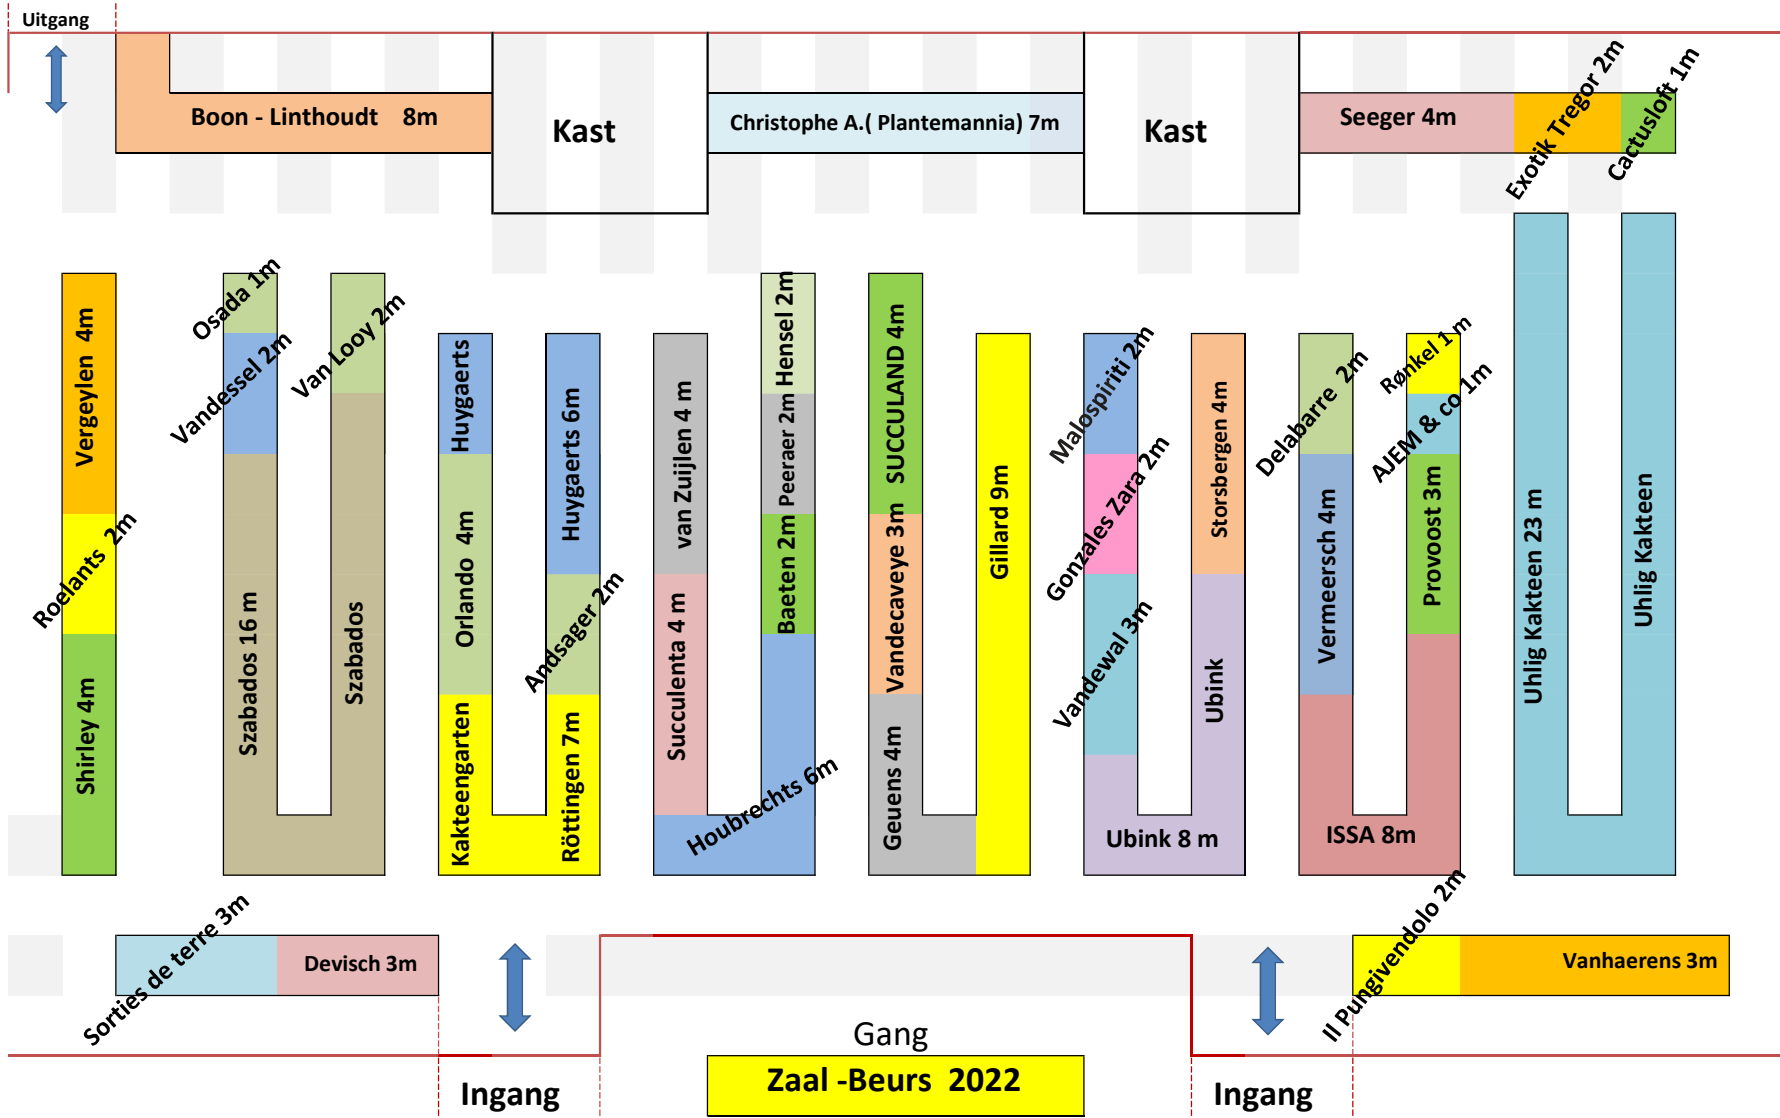 Uitgang
Boon - Linthoudt 8m
Kast
Christophe A.( Plantemannia) 7m
Kast
Seeger 4m
Exotik Tregor 2m
Cactusloft 1m
Vergeylen 4m
Roelants 2m
Shirley 4m
Osada 1m
Vandessel 2m
Szabados 16 m
Van Looy 2m
Szabados
Huygaerts
Orlando 4m
Kakteengarten
Huygaerts 6m
Andsager 2m
Röttingen 7m
van Zuijlen 4 m
Succulenta 4 m
Hensel 2m
Peeraer 2m
Baeten 2m
Houbrechts 6m
SUCCULAND 4m
Vandecaveye 3m
Geuens 4m
Gillard 9m
Malospiriti 2m
Gonzales Zara 2m
Vandewal 3m
Ubink 8 m
Storsbergen 4m
Ubink
Delabarre 2m
Vermeersch 4m
ISSA 8m
Rønkel 1 m
AJEM & co 1m
Provoost 3m
Uhlig Kakteen 23 m
Uhlig Kakteen
Sorties de terre 3m
Devisch 3m
Il Pungivendolo 2m
Vanhaerens 3m
Gang
Ingang
Zaal -Beurs 2022
Ingang